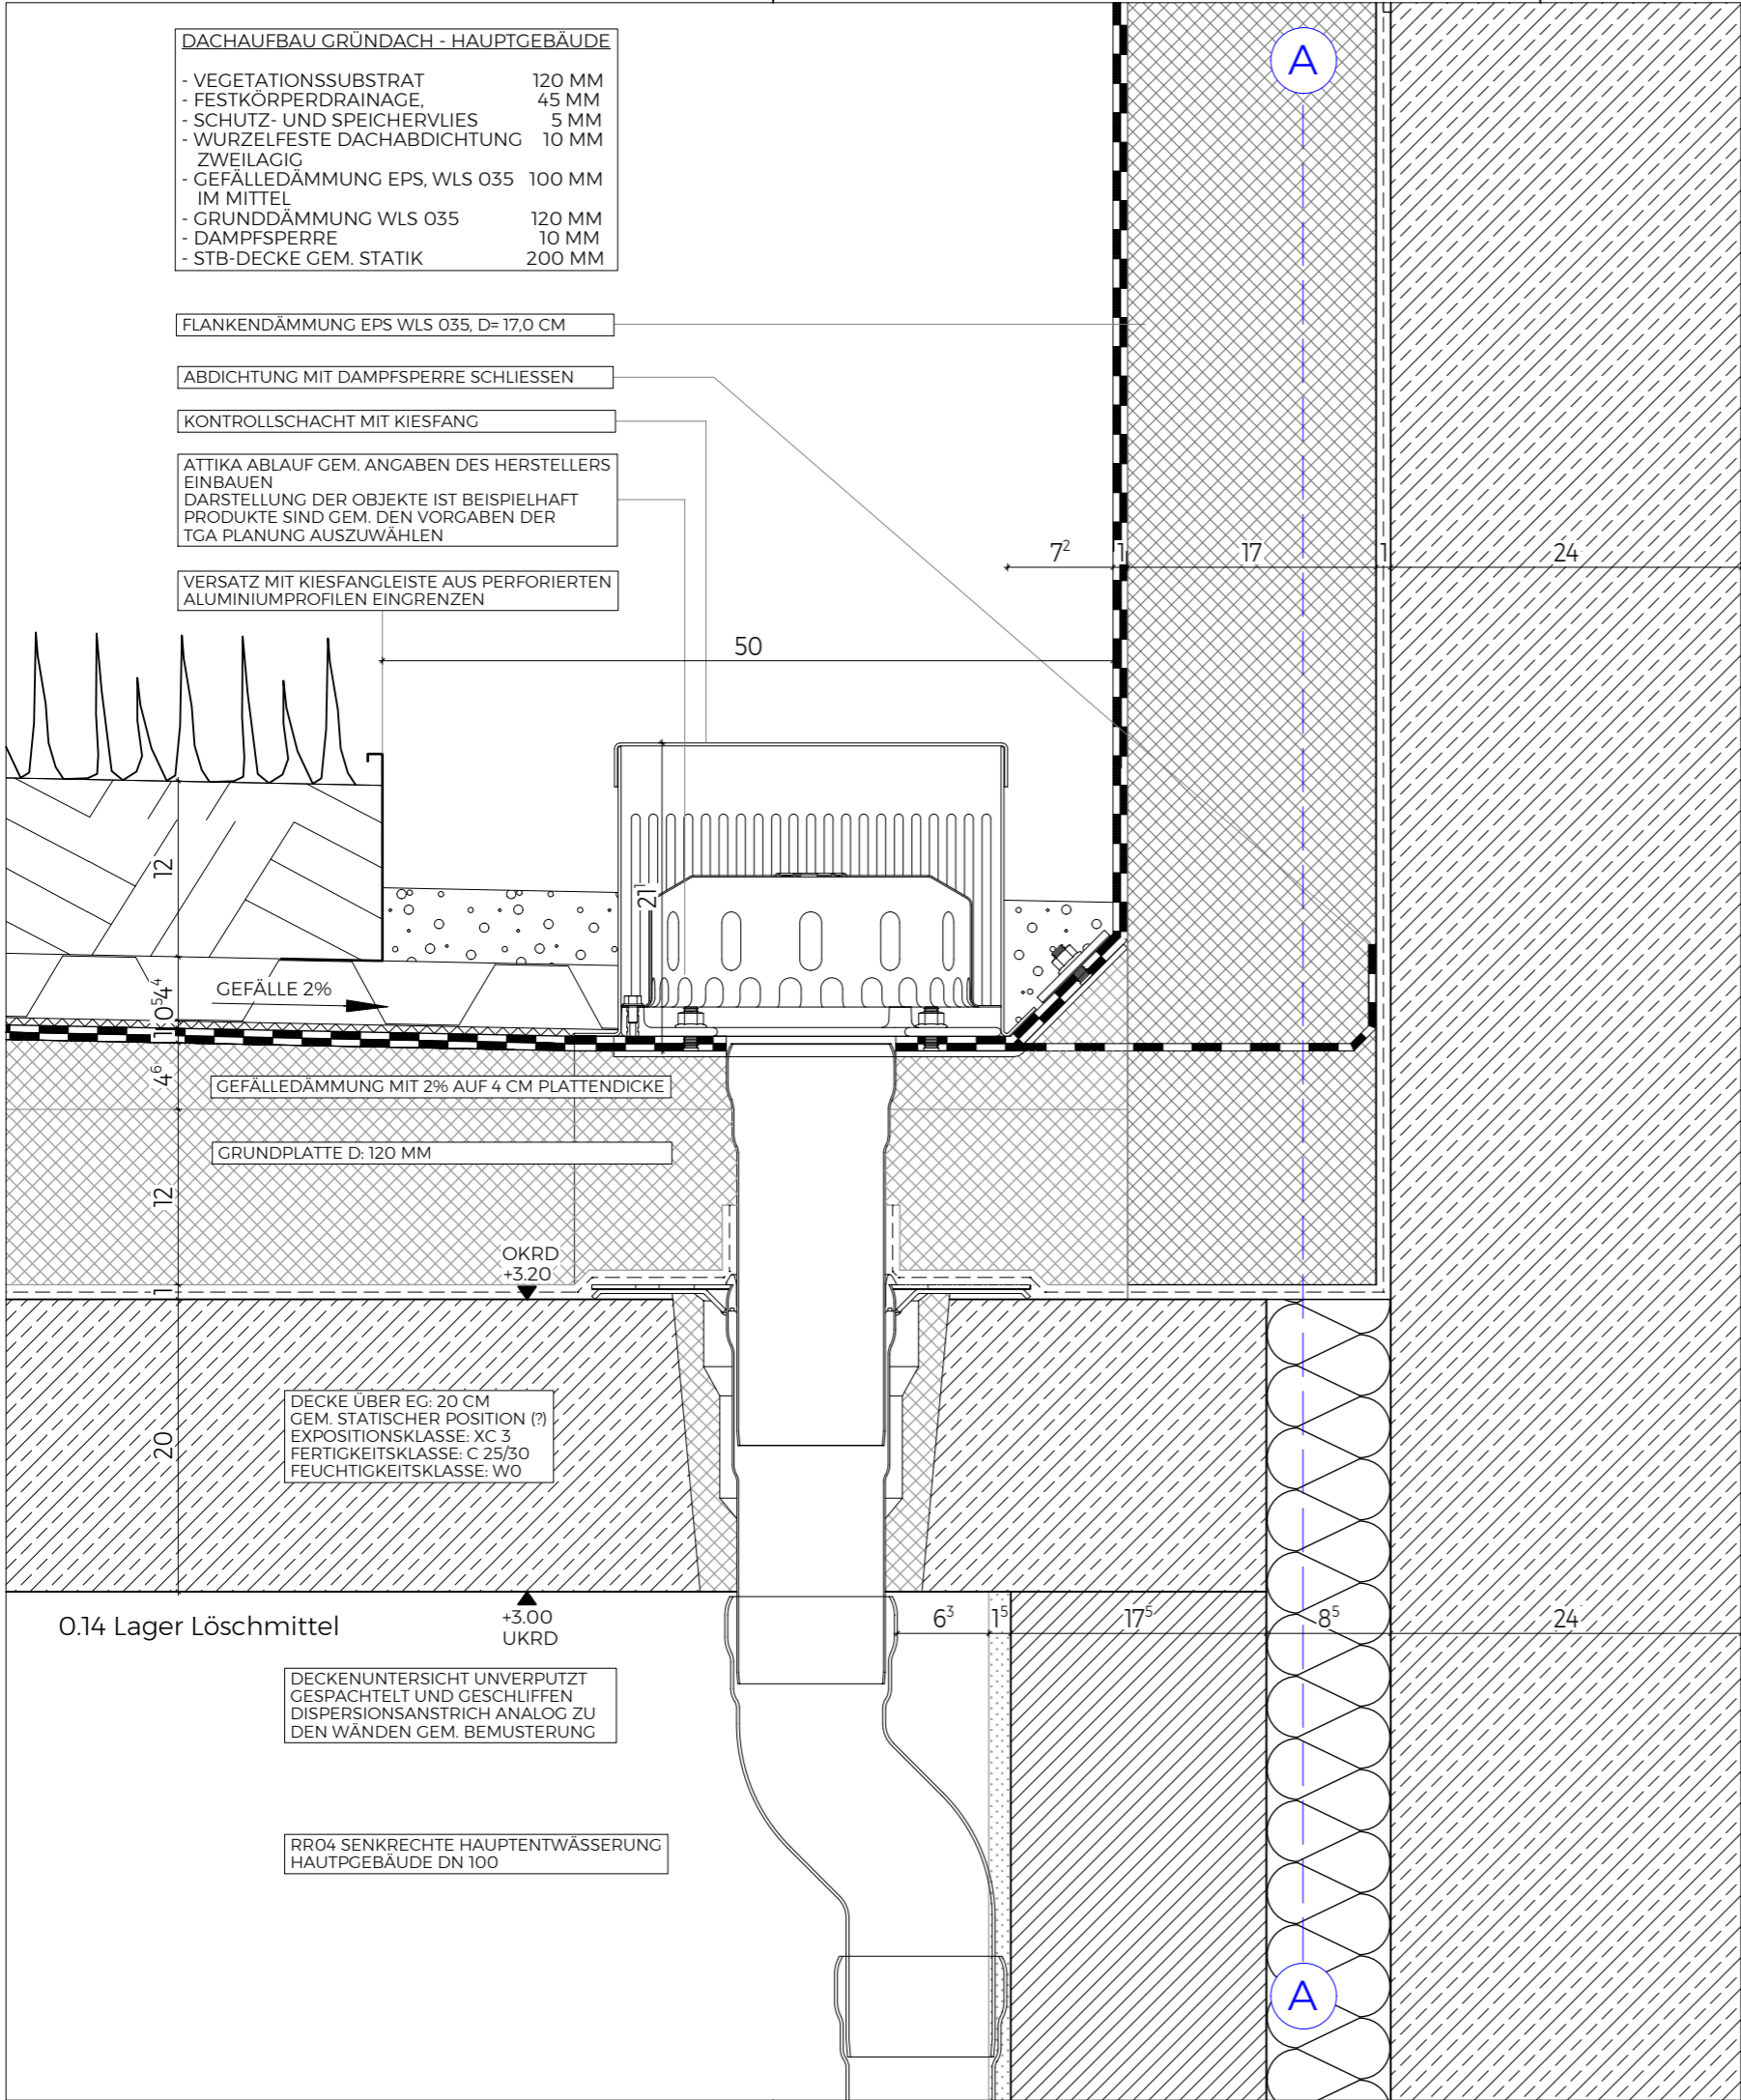 DACHAUFBAU GRÜNDACH - HAUPTGEBÄUDE
- VEGETATIONSSUBSTRAT 120 MM
- FESTKÖRPERDRAINAGE, 45 MM
- SCHUTZ- UND SPEICHERVLIES 5 MM
- WURZELFESTE DACHABDICHTUNG 10 MM
ZWEILAGIG
- GEFÄLLEDÄMMUNG EPS, WLS 035 100 MM
IM MITTEL
- GRUNDDÄMMUNG WLS 035 120 MM
- DAMPFSPERRE 10 MM
- STB-DECKE GEM. STATIK 200 MM
A
FLANKENDÄMMUNG EPS WLS 035, D= 17,0 CM
ABDICHTUNG MIT DAMPFSPERRE SCHLIESSEN
KONTROLLSCHACHT MIT KIESFANG
ATTIKA ABLAUF GEM. ANGABEN DES HERSTELLERS
EINBAUEN
DARSTELLUNG DER OBJEKTE IST BEISPIELHAFT
PRODUKTE SIND GEM. DEN VORGABEN DER
TGA PLANUNG AUSZUWÄHLEN
7² 1 17 1 24
VERSATZ MIT KIESFANGLEISTE AUS PERFORIERTEN
ALUMINIUMPROFILEN EINGRENZEN
50
12
21¹
4⁴
GEFÄLLE 2%
0⁵
1
4⁶
GEFÄLLEDÄMMUNG MIT 2% AUF 4 CM PLATTENDICKE
GRUNDPLATTE D: 120 MM
12
OKRD
+3.20
1
DECKE ÜBER EG: 20 CM
GEM. STATISCHER POSITION (?)
EXPOSITIONSKLASSE: XC 3
FERTIGKEITSKLASSE: C 25/30
FEUCHTIGKEITSKLASSE: W0
20
0.14 Lager Löschmittel
+3.00
UKRD
6³ 1⁵ 17⁵ 8⁵ 24
DECKENUNTERSICHT UNVERPUTZT
GESPACHTELT UND GESCHLIFFEN
DISPERSIONSANSTRICH ANALOG ZU
DEN WÄNDEN GEM. BEMUSTERUNG
RR04 SENKRECHTE HAUPTENTWÄSSERUNG
HAUTPGEBÄUDE DN 100
A